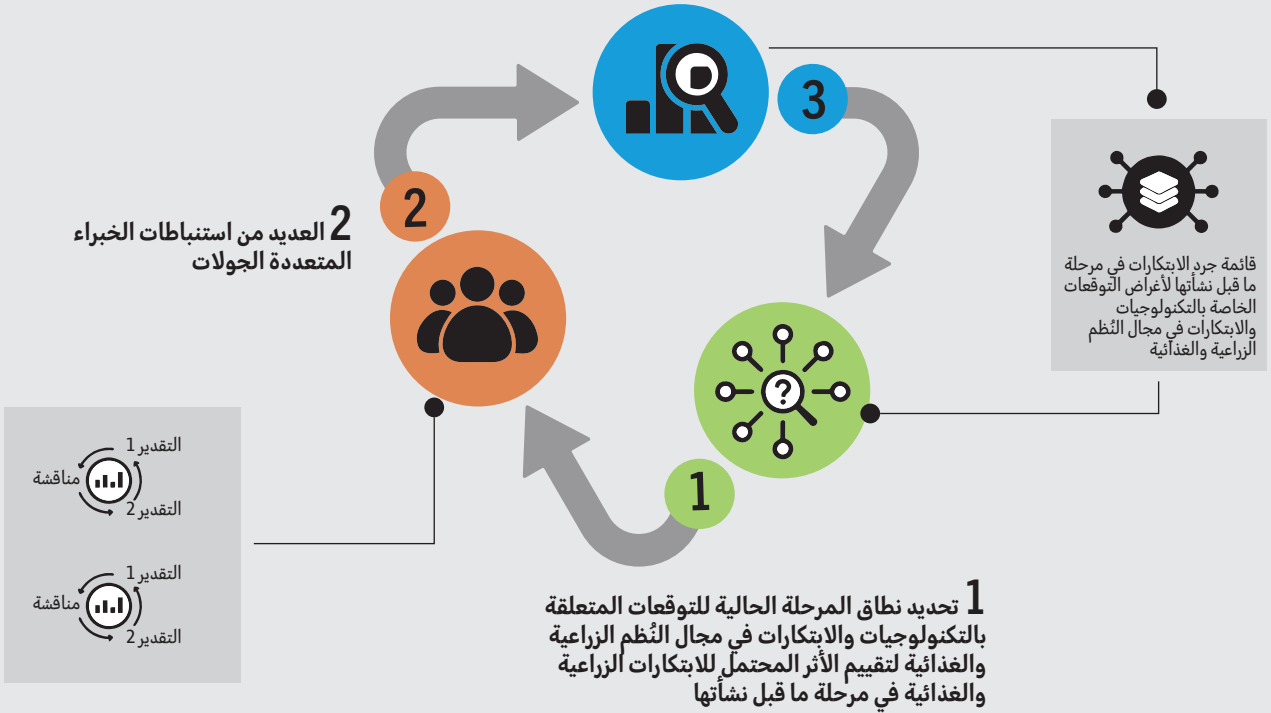 3
2
2 العديد من استنباطات الخبراء
المتعددة الجولات
قائمة جرد الابتكارات في مرحلة
ما قبل نشأتها لأغراض التوقعات
الخاصة بالتكنولوجيات
والابتكارات في مجال النُظم
الزراعية والغذائية
?
التقدير 1
مناقشة
التقدير 2
التقدير 1
مناقشة
التقدير 2
1
1 تحديد نطاق المرحلة الحالية للتوقعات المتعلقة
بالتكنولوجيات والابتكارات في مجال النُظم الزراعية
والغذائية لتقييم الأثر المحتمل للابتكارات الزراعية
والغذائية في مرحلة ما قبل نشأتها